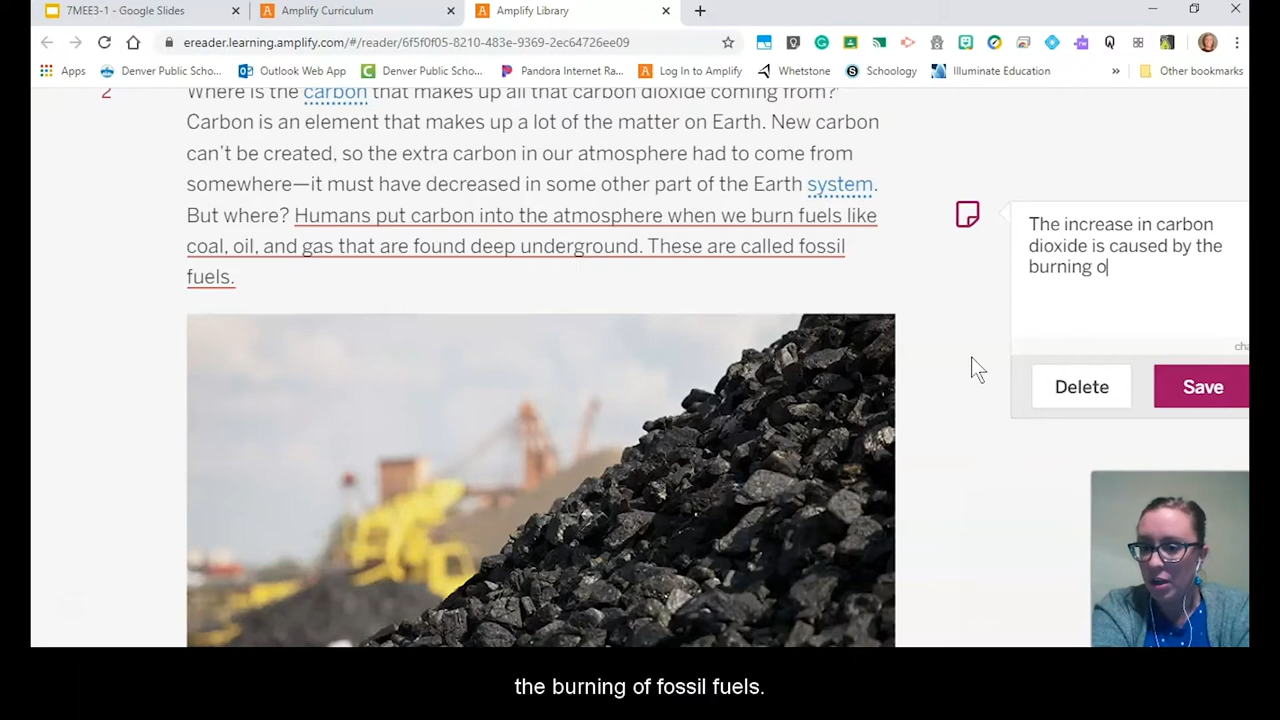 7MEE3-1 - Google Slides
Amplify Curriculum
Amplify Library
ereader.learning.amplify.com/#/reader/6f5f0f05-8210-483e-9369-2ec64726ee09
Apps
Denver Public Scho...
Outlook Web App
Denver Public Scho...
Pandora Internet Ra...
Log In to Amplify
Whetstone
Schoology
Illuminate Education
Other bookmarks
2
Where is the carbon that makes up all that carbon dioxide coming from?
Carbon is an element that makes up a lot of the matter on Earth. New carbon
can't be created, so the extra carbon in our atmosphere had to come from
somewhere—it must have decreased in some other part of the Earth system.
But where? Humans put carbon into the atmosphere when we burn fuels like
coal, oil, and gas that are found deep underground. These are called fossil
fuels.
The increase in carbon
dioxide is caused by the
burning o
cha
Delete
Save
the burning of fossil fuels.